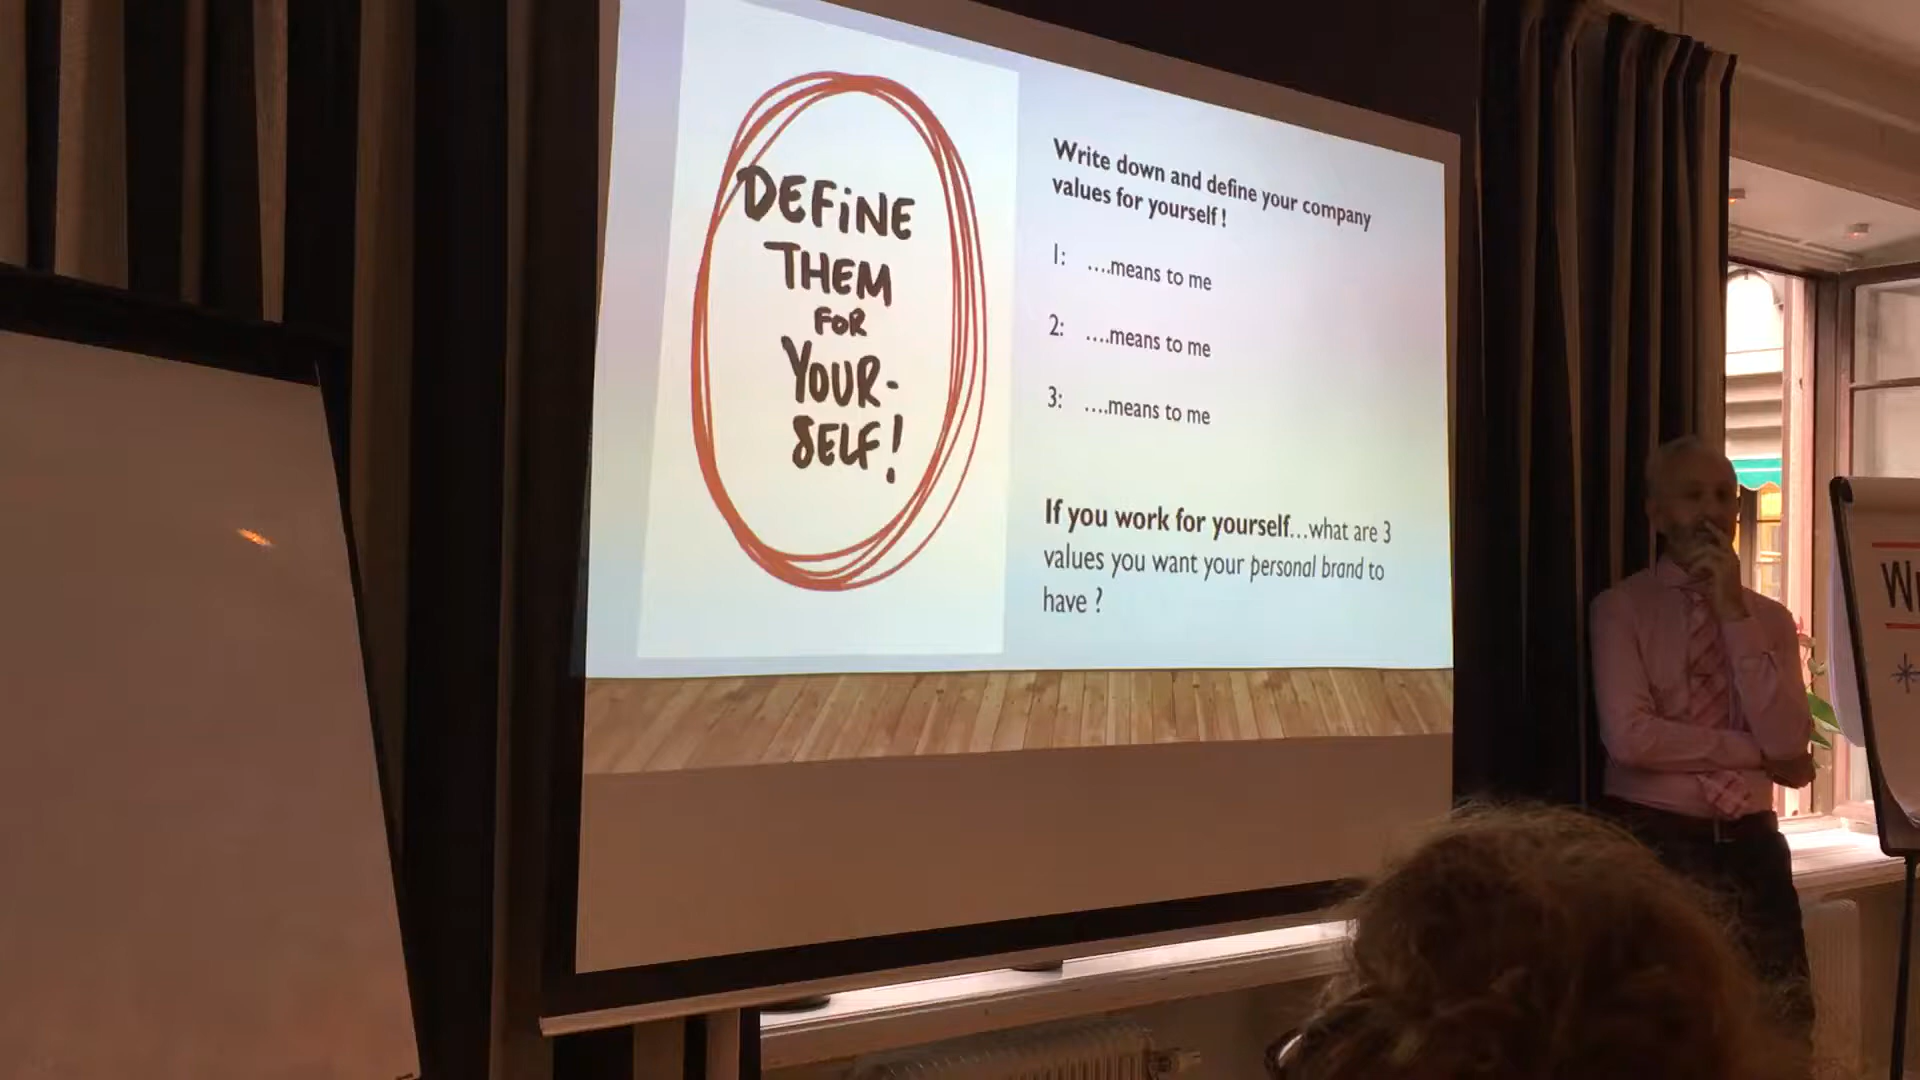 DEFiNE
THEM
FOR
YOUR-
SELF!
Write down and define your company
values for yourself !
1: ....means to me
2: ....means to me
3: ....means to me
If you work for yourself...what are 3
values you want your personal brand to
have ?